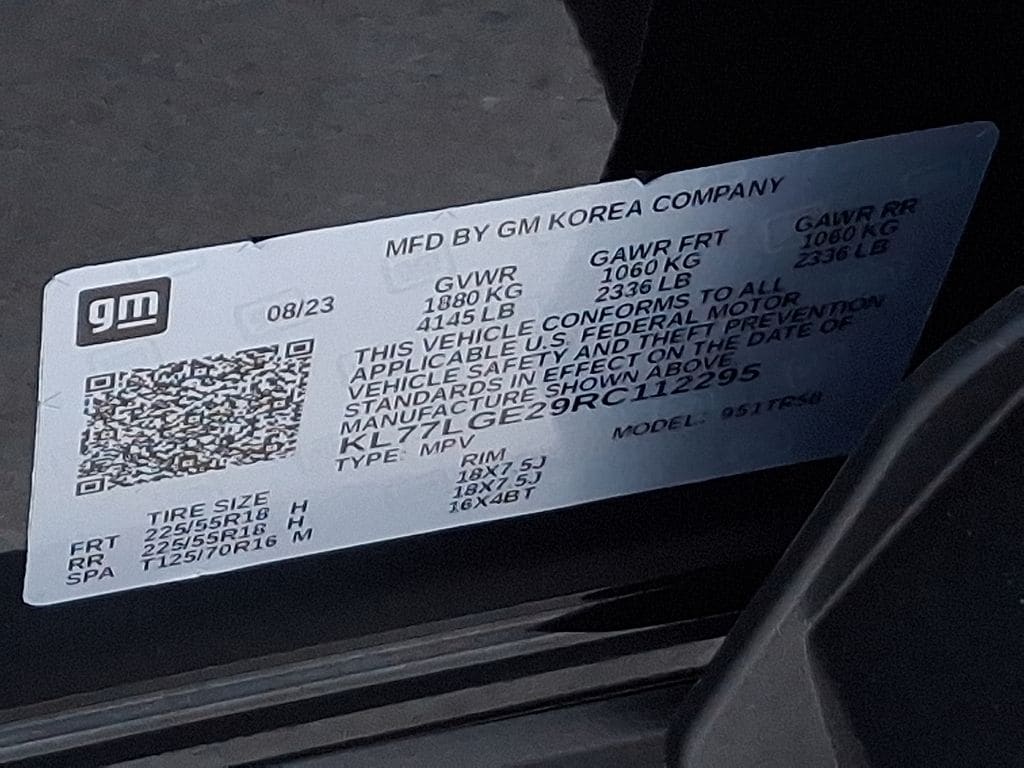 MFD BY GM KOREA COMPANY
gm
08/23
GVWR GAWR FRT GAWR RR
1880 KG 1060 KG 1060 KG
4145 LB 2336 LB 2336 LB
THIS VEHICLE CONFORMS TO ALL
APPLICABLE U.S. FEDERAL MOTOR
VEHICLE SAFETY AND THEFT PREVENTION
STANDARDS IN EFFECT ON THE DATE OF
MANUFACTURE SHOWN ABOVE
KL77LGE29RC112295
TYPE: MPV MODEL: 951TR58
TIRE SIZE RIM
FRT 225/55R18 H 18X7.5J
RR 225/55R18 H 18X7.5J
SPA T125/70R16 M 16X4BT